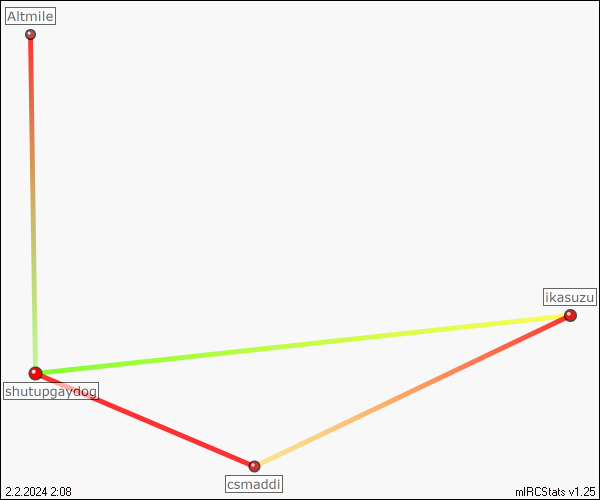 Altmile
ikasuzu
shutupgaydog
csmaddi
2.2.2024 2:08
mIRCStats v1.25